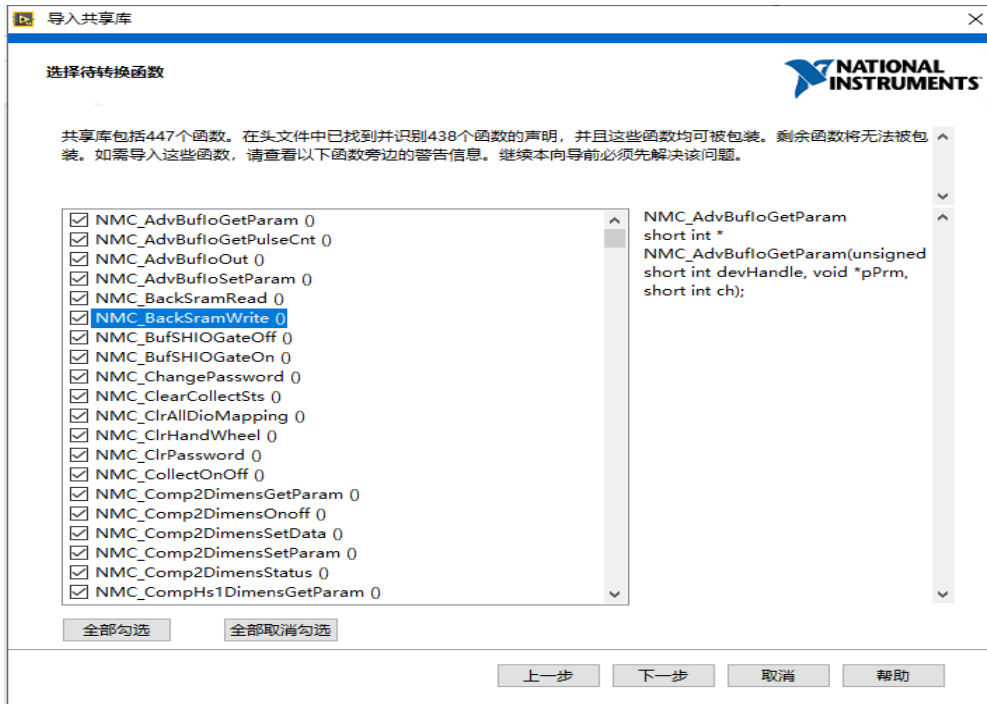 导入共享库
选择待转换函数
NATIONAL
INSTRUMENTS
共享库包括447个函数。在头文件中已找到并识别438个函数的声明，并且这些函数均可被包装。剩余函数将无法被包
装。如需导入这些函数，请查看以下函数旁边的警告信息。继续本向导前必须先解决该问题。
NMC_AdvBufIoGetParam ()
NMC_AdvBufIoGetPulseCnt ()
NMC_AdvBufIoOut ()
NMC_AdvBufIoSetParam ()
NMC_BackSramRead ()
NMC_BackSramWrite ()
NMC_BufSHIOGateOff ()
NMC_BufSHIOGateOn ()
NMC_ChangePassword ()
NMC_ClearCollectSts ()
NMC_ClrAllDioMapping ()
NMC_ClrHandWheel ()
NMC_ClrPassword ()
NMC_CollectOnOff ()
NMC_Comp2DimensGetParam ()
NMC_Comp2DimensOnoff ()
NMC_Comp2DimensSetData ()
NMC_Comp2DimensSetParam ()
NMC_Comp2DimensStatus ()
NMC_CompHs1DimensGetParam ()
NMC_AdvBufIoGetParam
short int *
NMC_AdvBufIoGetParam(unsigned
short int devHandle, void *pPrm,
short int ch);
全部勾选
全部取消勾选
上一步
下一步
取消
帮助